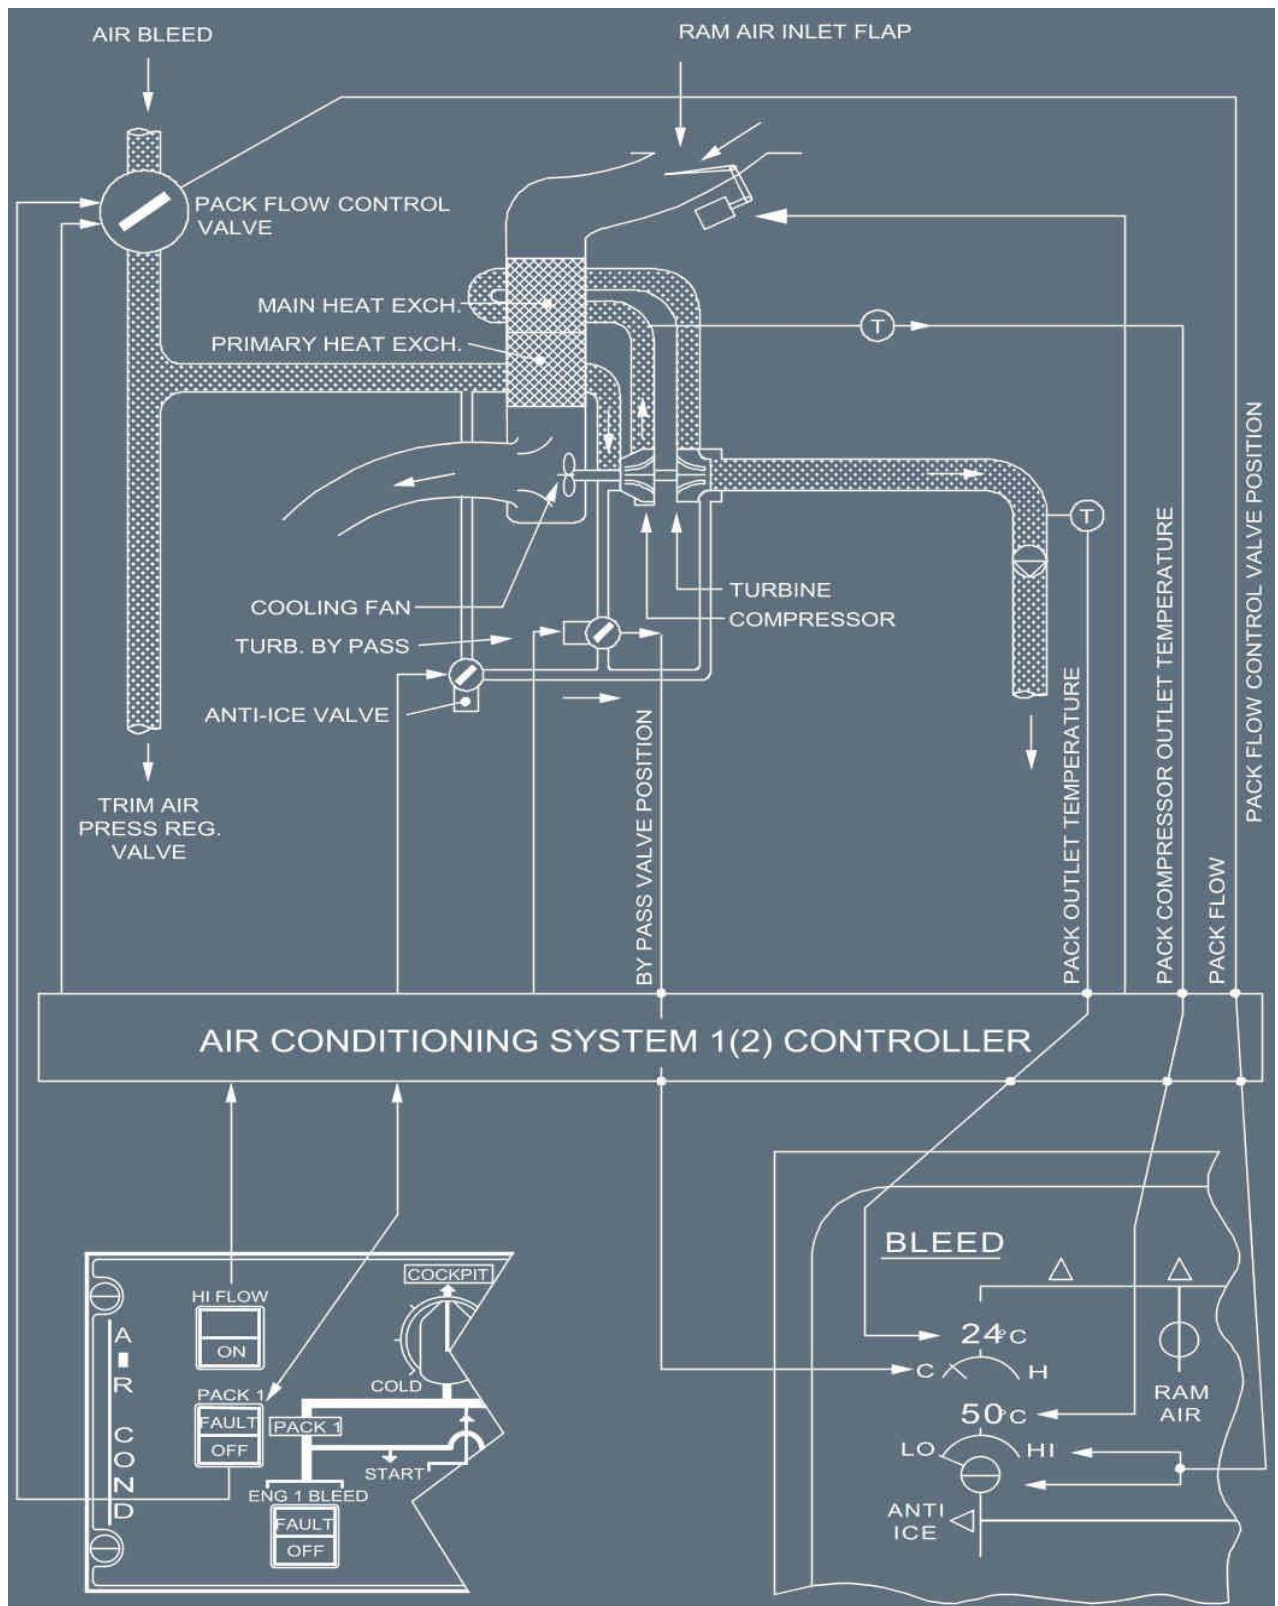 AIR BLEED
RAM AIR INLET FLAP
PACK FLOW CONTROL
VALVE
MAIN HEAT EXCH.
T
PRIMARY HEAT EXCH.
T
TURBINE
COOLING FAN
COMPRESSOR
TURB. BY PASS
ANTI-ICE VALVE
TRIM AIR
PRESS REG.
VALVE
BY PASS VALVE POSITION
PACK OUTLET TEMPERATURE
PACK COMPRESSOR OUTLET TEMPERATURE
PACK FLOW
PACK FLOW CONTROL VALVE POSITION
AIR CONDITIONING SYSTEM 1(2) CONTROLLER
AIR COND
HI FLOW
ON
COCKPIT
COLD
PACK 1
FAULT
OFF
PACK 1
START
ENG 1 BLEED
FAULT
OFF
BLEED
24°C
C H
RAM
AIR
50°C
LO HI
ANTI
ICE